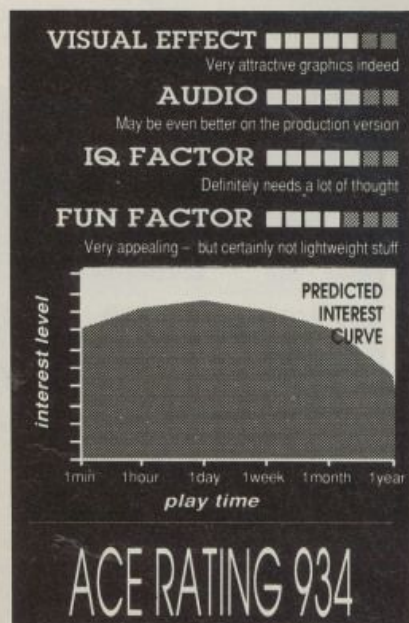 VISUAL EFFECT
Very attractive graphics indeed
AUDIO
May be even better on the production version
IQ FACTOR
Definitely needs a lot of thought
FUN FACTOR
Very appealing – but certainly not lightweight stuff
PREDICTED
INTEREST
CURVE
interest level
1min 1hour 1day 1week 1month 1year
play time
ACE RATING 934